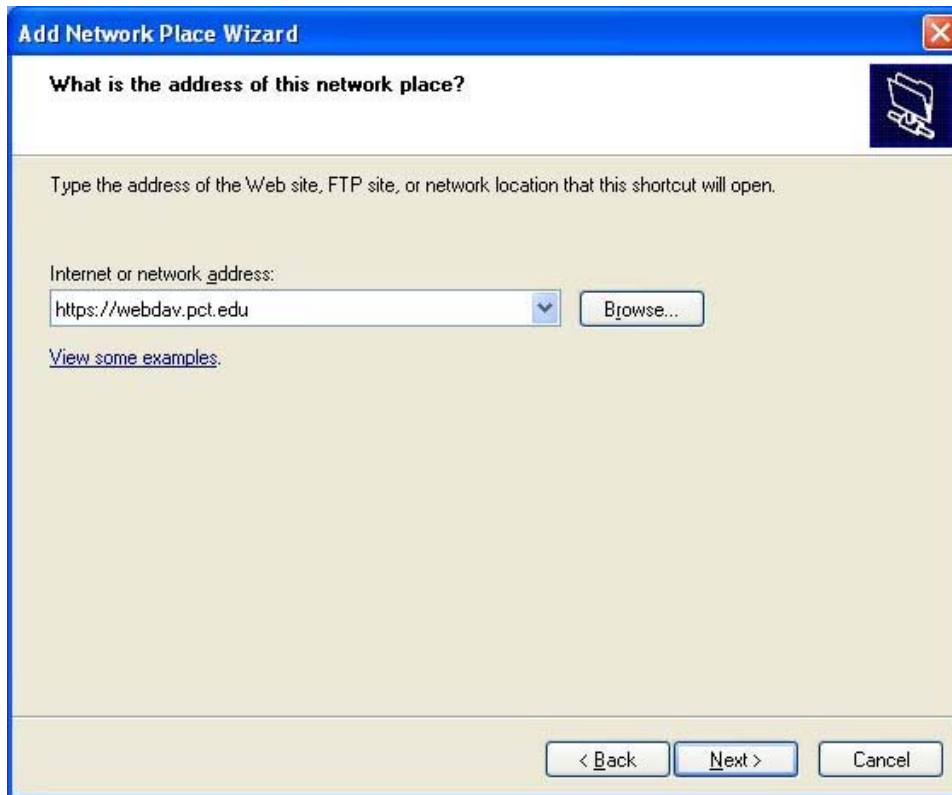 Add Network Place Wizard
What is the address of this network place?
Type the address of the Web site, FTP site, or network location that this shortcut will open.
Internet or network address:
https://webdav.pct.edu
Browse...
View some examples.
< Back
Next >
Cancel